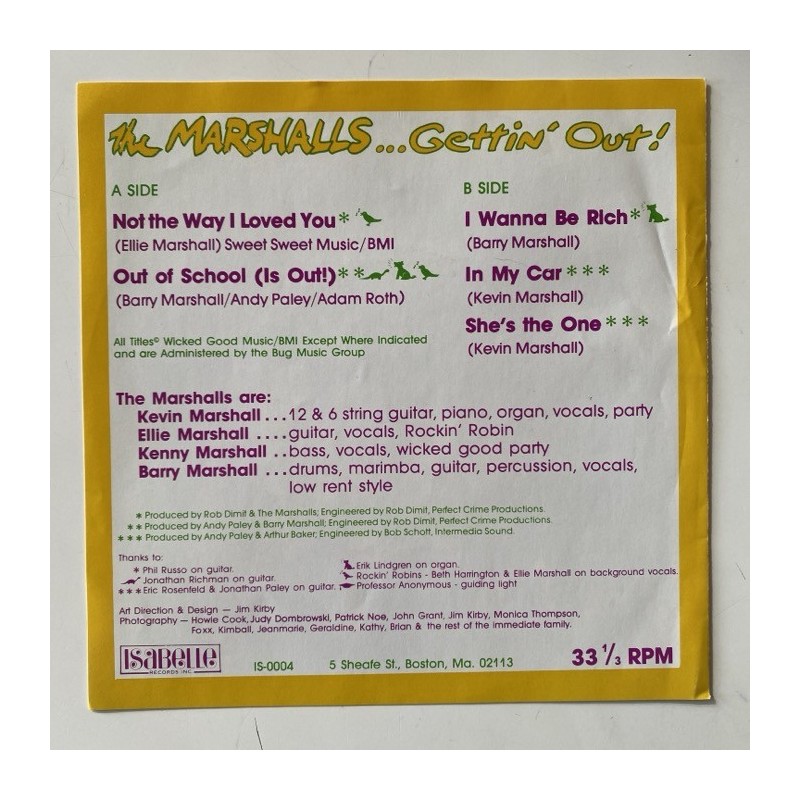 the MARSHALLS...Gettin' Out!
A SIDE
Not the Way I Loved You*
(Ellie Marshall) Sweet Sweet Music/BMI
Out of School (Is Out!)**
(Barry Marshall/Andy Paley/Adam Roth)
All Titles© Wicked Good Music/BMI Except Where Indicated
and are Administered by the Bug Music Group
B SIDE
I Wanna Be Rich*
(Barry Marshall)
In My Car***
(Kevin Marshall)
She's the One***
(Kevin Marshall)
The Marshalls are:
Kevin Marshall...12 & 6 string guitar, piano, organ, vocals, party
Ellie Marshall ....guitar, vocals, Rockin' Robin
Kenny Marshall ..bass, vocals, wicked good party
Barry Marshall ...drums, marimba, guitar, percussion, vocals,
low rent style
* Produced by Rob Dimit & The Marshalls; Engineered by Rob Dimit, Perfect Crime Productions.
** Produced by Andy Paley & Barry Marshall; Engineered by Rob Dimit, Perfect Crime Productions.
*** Produced by Andy Paley & Arthur Baker; Engineered by Bob Schott, Intermedia Sound.
Thanks to:
* Phil Russo on guitar.
Jonathan Richman on guitar.
***Eric Rosenfeld & Jonathan Paley on guitar.
Erik Lindgren on organ.
Rockin' Robins - Beth Harrington & Ellie Marshall on background vocals.
Professor Anonymous - guiding light
Art Direction & Design — Jim Kirby
Photography — Howie Cook, Judy Dombrowski, Patrick Noe, John Grant, Jim Kirby, Monica Thompson,
Foxx, Kimball, Jeanmarie, Geraldine, Kathy, Brian & the rest of the immediate family.
ISABELLE
RECORDS INC.
IS-0004
5 Sheafe St., Boston, Ma. 02113
33 1/3 RPM